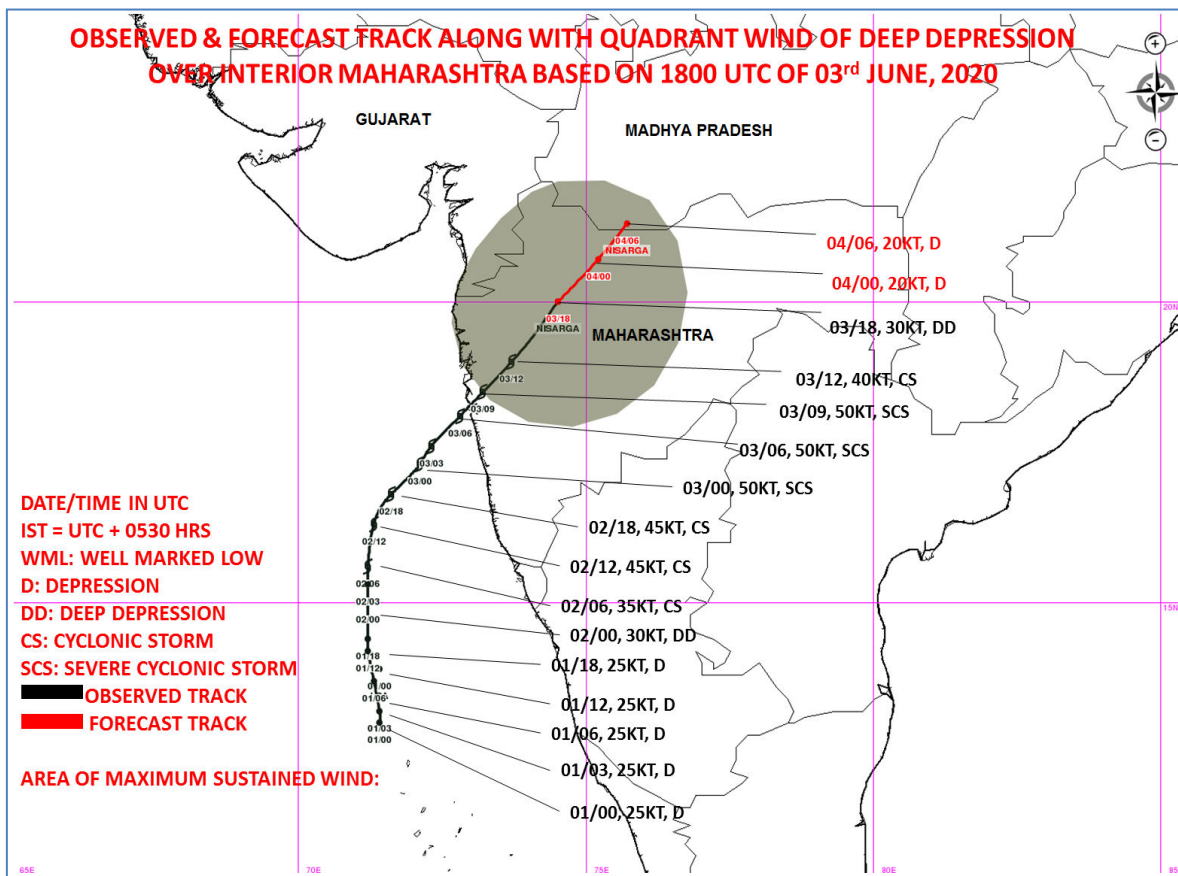 OBSERVED & FORECAST TRACK ALONG WITH QUADRANT WIND OF DEEP DEPRESSION
OVER INTERIOR MAHARASHTRA BASED ON 1800 UTC OF 03rd JUNE, 2020
GUJARAT
MADHYA PRADESH
MAHARASHTRA
04/06
NISARGA
04/00
03/18
NISARGA
03/12
03/09
03/06
03/03
03/00
02/18
02/12
02/06
02/03
02/00
01/18
01/12
01/00
01/06
01/03
01/00
04/06, 20KT, D
04/00, 20KT, D
03/18, 30KT, DD
03/12, 40KT, CS
03/09, 50KT, SCS
03/06, 50KT, SCS
03/00, 50KT, SCS
02/18, 45KT, CS
02/12, 45KT, CS
02/06, 35KT, CS
02/00, 30KT, DD
01/18, 25KT, D
01/12, 25KT, D
01/06, 25KT, D
01/03, 25KT, D
01/00, 25KT, D
DATE/TIME IN UTC
IST = UTC + 0530 HRS
WML: WELL MARKED LOW
D: DEPRESSION
DD: DEEP DEPRESSION
CS: CYCLONIC STORM
SCS: SEVERE CYCLONIC STORM
OBSERVED TRACK
FORECAST TRACK
AREA OF MAXIMUM SUSTAINED WIND:
20N
15N
65E
70E
75E
80E